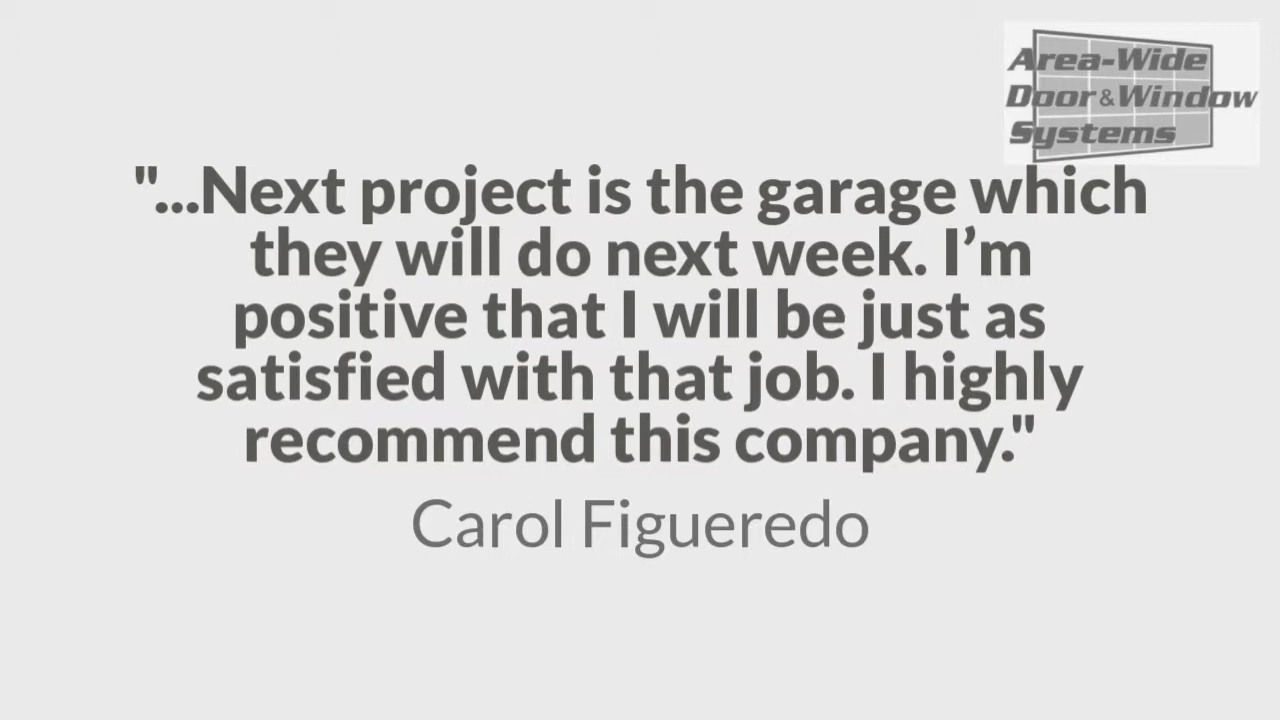 Area-Wide
Door & Window
Systems
"...Next project is the garage which
they will do next week. I’m
positive that I will be just as
satisfied with that job. I highly
recommend this company."
Carol Figueredo